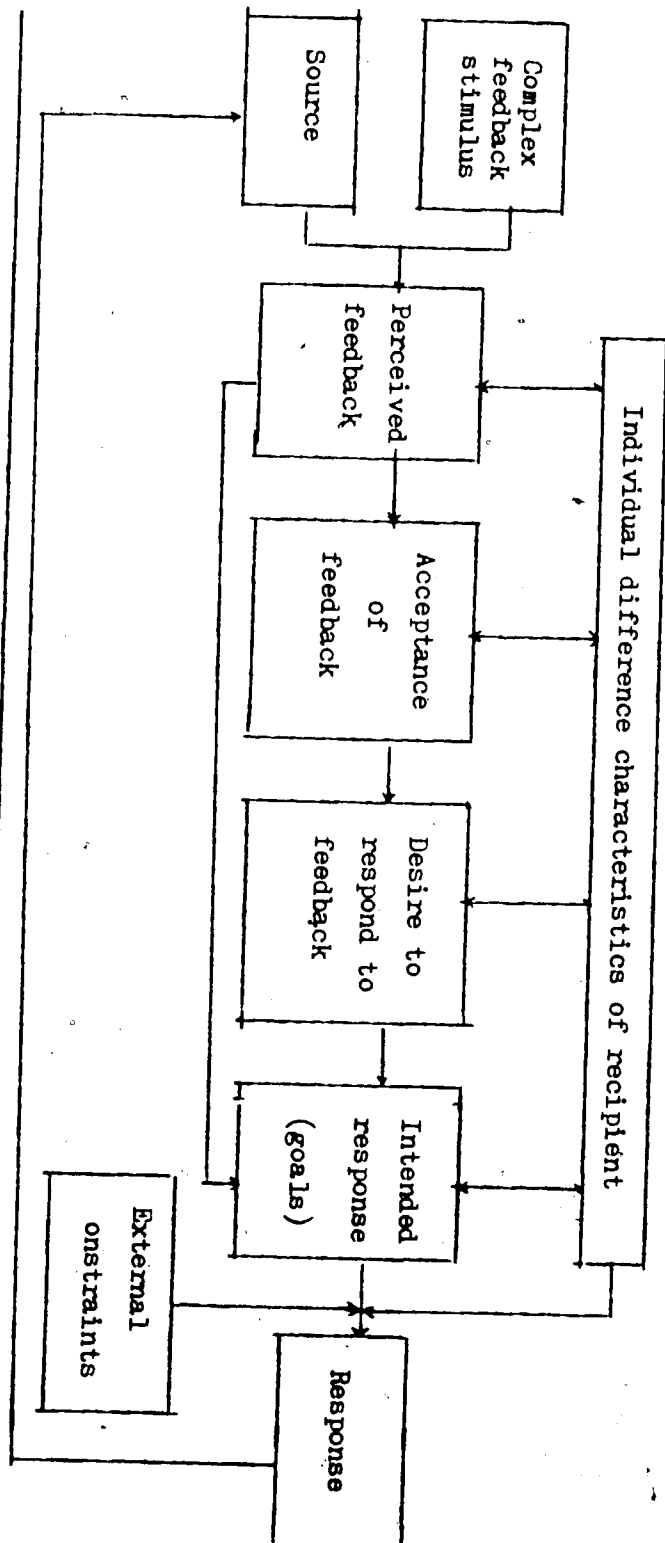 Individual difference characteristics of recipient
Complex
feedback
stimulus
Source
Perceived
feedback
Acceptance
of
feedback
Desire to
respond to
feedback
Intended
response
(goals)
Response
External
onstraints